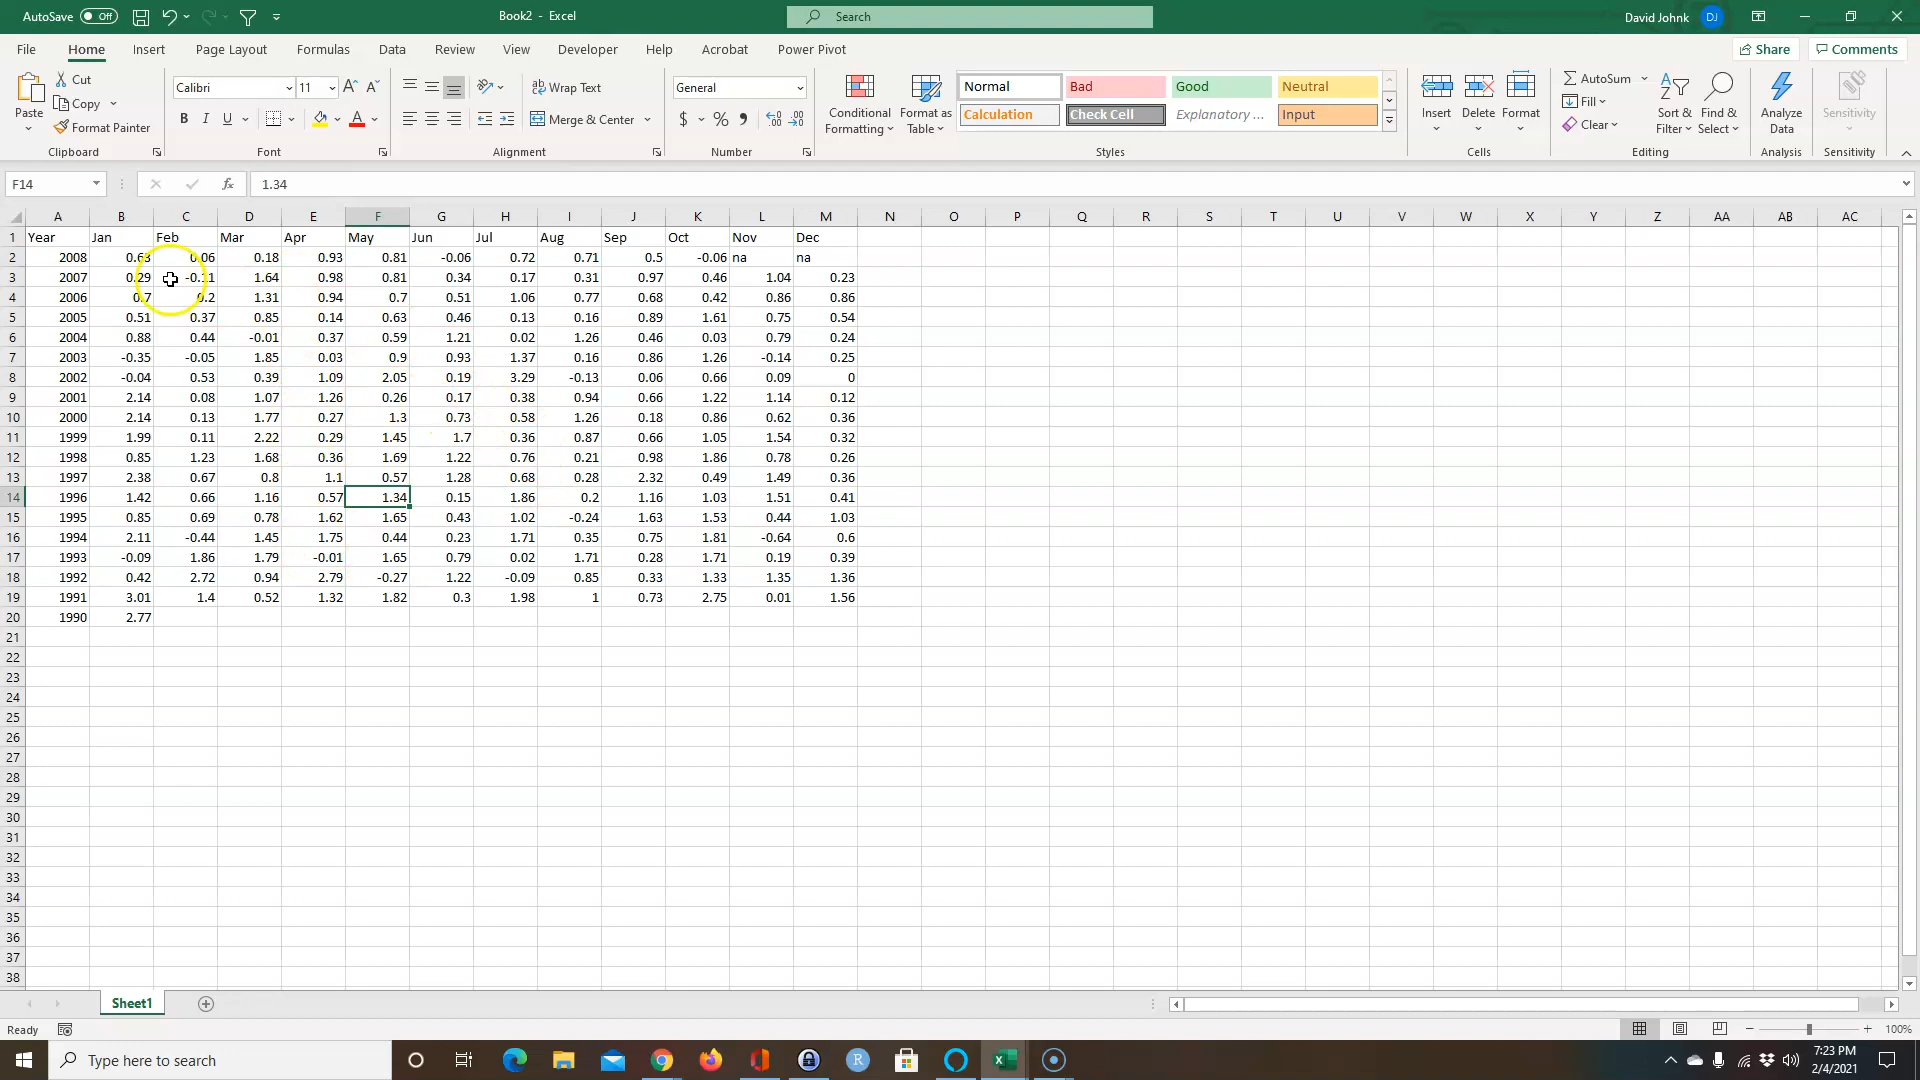 AutoSave Off Book2 - Excel Search David Johnk DJ
File Home Insert Page Layout Formulas Data Review View Developer Help Acrobat Power Pivot Share Comments
Paste Cut Copy Format Painter
Calibri 11 A A B I U A
Wrap Text Merge & Center
General $ % ,
Conditional Formatting Format as Table
Normal Bad Good Neutral
Calculation Check Cell Explanatory ... Input
Insert Delete Format
AutoSum Fill Clear Sort & Filter Find & Select
Analyze Data Sensitivity
Clipboard Font Alignment Number Styles Cells Editing Analysis Sensitivity
F14 fx 1.34
A B C D E F G H I J K L M N O P Q R S T U V W X Y Z AA AB AC
1 Year Jan Feb Mar Apr May Jun Jul Aug Sep Oct Nov Dec
2 2008 0.63 0.06 0.18 0.93 0.81 -0.06 0.72 0.71 0.5 -0.06 na na
3 2007 0.29 -0.11 1.64 0.98 0.81 0.34 0.17 0.31 0.97 0.46 1.04 0.23
4 2006 0.7 0.2 1.31 0.94 0.7 0.51 1.06 0.77 0.68 0.42 0.86 0.86
5 2005 0.51 0.37 0.85 0.14 0.63 0.46 0.13 0.16 0.89 1.61 0.75 0.54
6 2004 0.88 0.44 -0.01 0.37 0.59 1.21 0.02 1.26 0.46 0.03 0.79 0.24
7 2003 -0.35 -0.05 1.85 0.03 0.9 0.93 1.37 0.16 0.86 1.26 -0.14 0.25
8 2002 -0.04 0.53 0.39 1.09 2.05 0.19 3.29 -0.13 0.06 0.66 0.09 0
9 2001 2.14 0.08 1.07 1.26 0.26 0.17 0.38 0.94 0.66 1.22 1.14 0.12
10 2000 2.14 0.13 1.77 0.27 1.3 0.73 0.58 1.26 0.18 0.86 0.62 0.36
11 1999 1.99 0.11 2.22 0.29 1.45 1.7 0.36 0.87 0.66 1.05 1.54 0.32
12 1998 0.85 1.23 1.68 0.36 1.69 1.22 0.76 0.21 0.98 1.86 0.78 0.26
13 1997 2.38 0.67 0.8 1.1 0.57 1.28 0.68 0.28 2.32 0.49 1.49 0.36
14 1996 1.42 0.66 1.16 0.57 1.34 0.15 1.86 0.2 1.16 1.03 1.51 0.41
15 1995 0.85 0.69 0.78 1.62 1.65 0.43 1.02 -0.24 1.63 1.53 0.44 1.03
16 1994 2.11 -0.44 1.45 1.75 0.44 0.23 1.71 0.35 0.75 1.81 -0.64 0.6
17 1993 -0.09 1.86 1.79 -0.01 1.65 0.79 0.02 1.71 0.28 1.71 0.19 0.39
18 1992 0.42 2.72 0.94 2.79 -0.27 1.22 -0.09 0.85 0.33 1.33 1.35 1.36
19 1991 3.01 1.4 0.52 1.32 1.82 0.3 1.98 1 0.73 2.75 0.01 1.56
20 1990 2.77
21
22
23
24
25
26
27
28
29
30
31
32
33
34
35
36
37
38
Sheet1
Ready 100%
Type here to search R 7:23 PM
2/4/2021